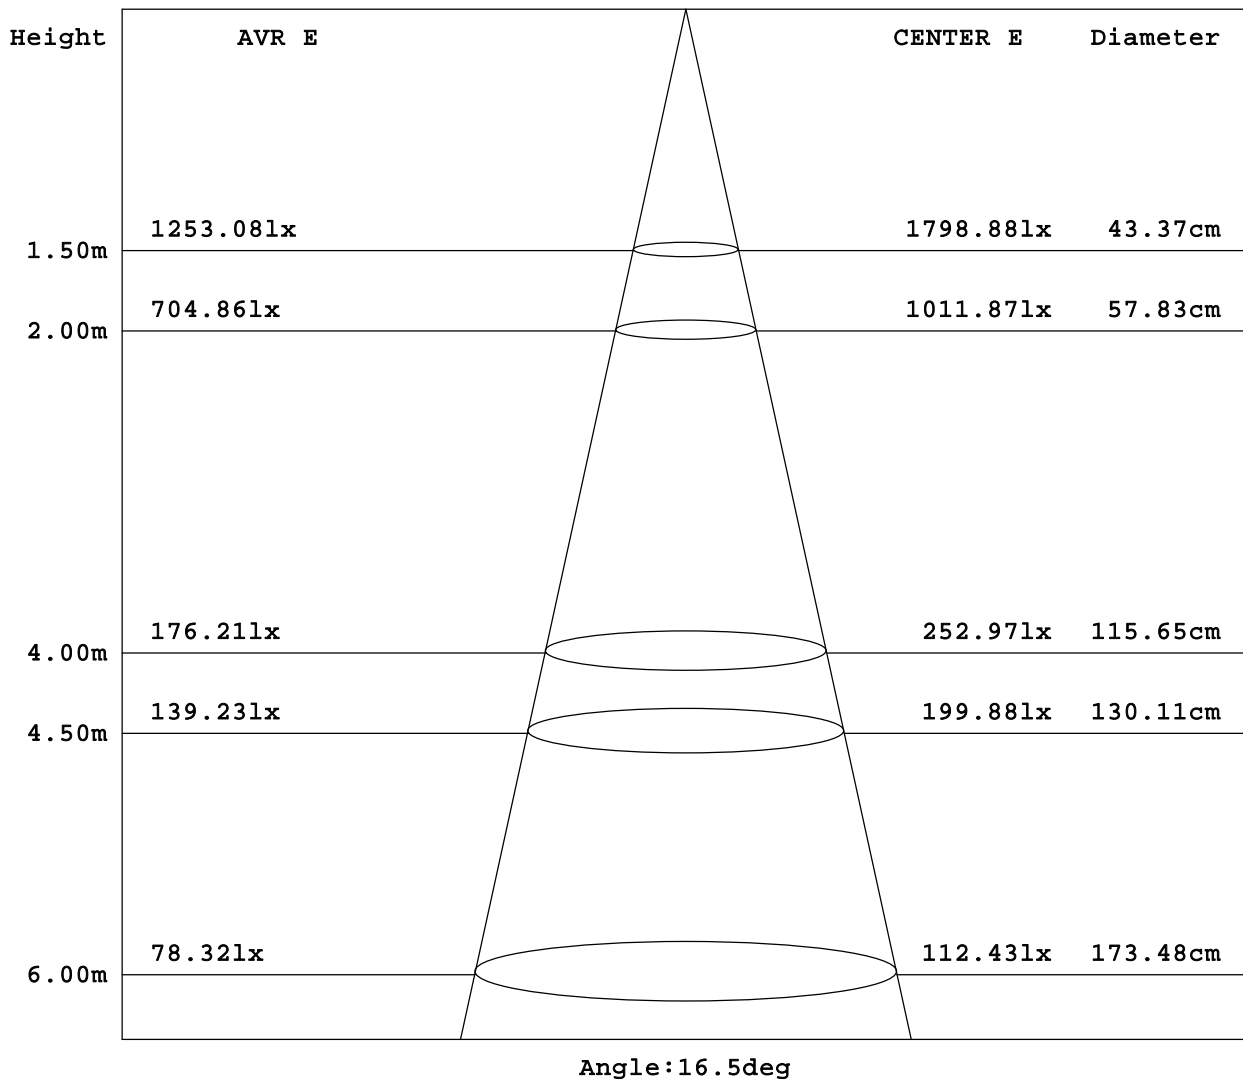 Height AVR E CENTER E Diameter
1253.08lx 1798.88lx 43.37cm
1.50m
704.86lx 1011.87lx 57.83cm
2.00m
176.21lx 252.97lx 115.65cm
4.00m
139.23lx 199.88lx 130.11cm
4.50m
78.32lx 112.43lx 173.48cm
6.00m
Angle:16.5deg